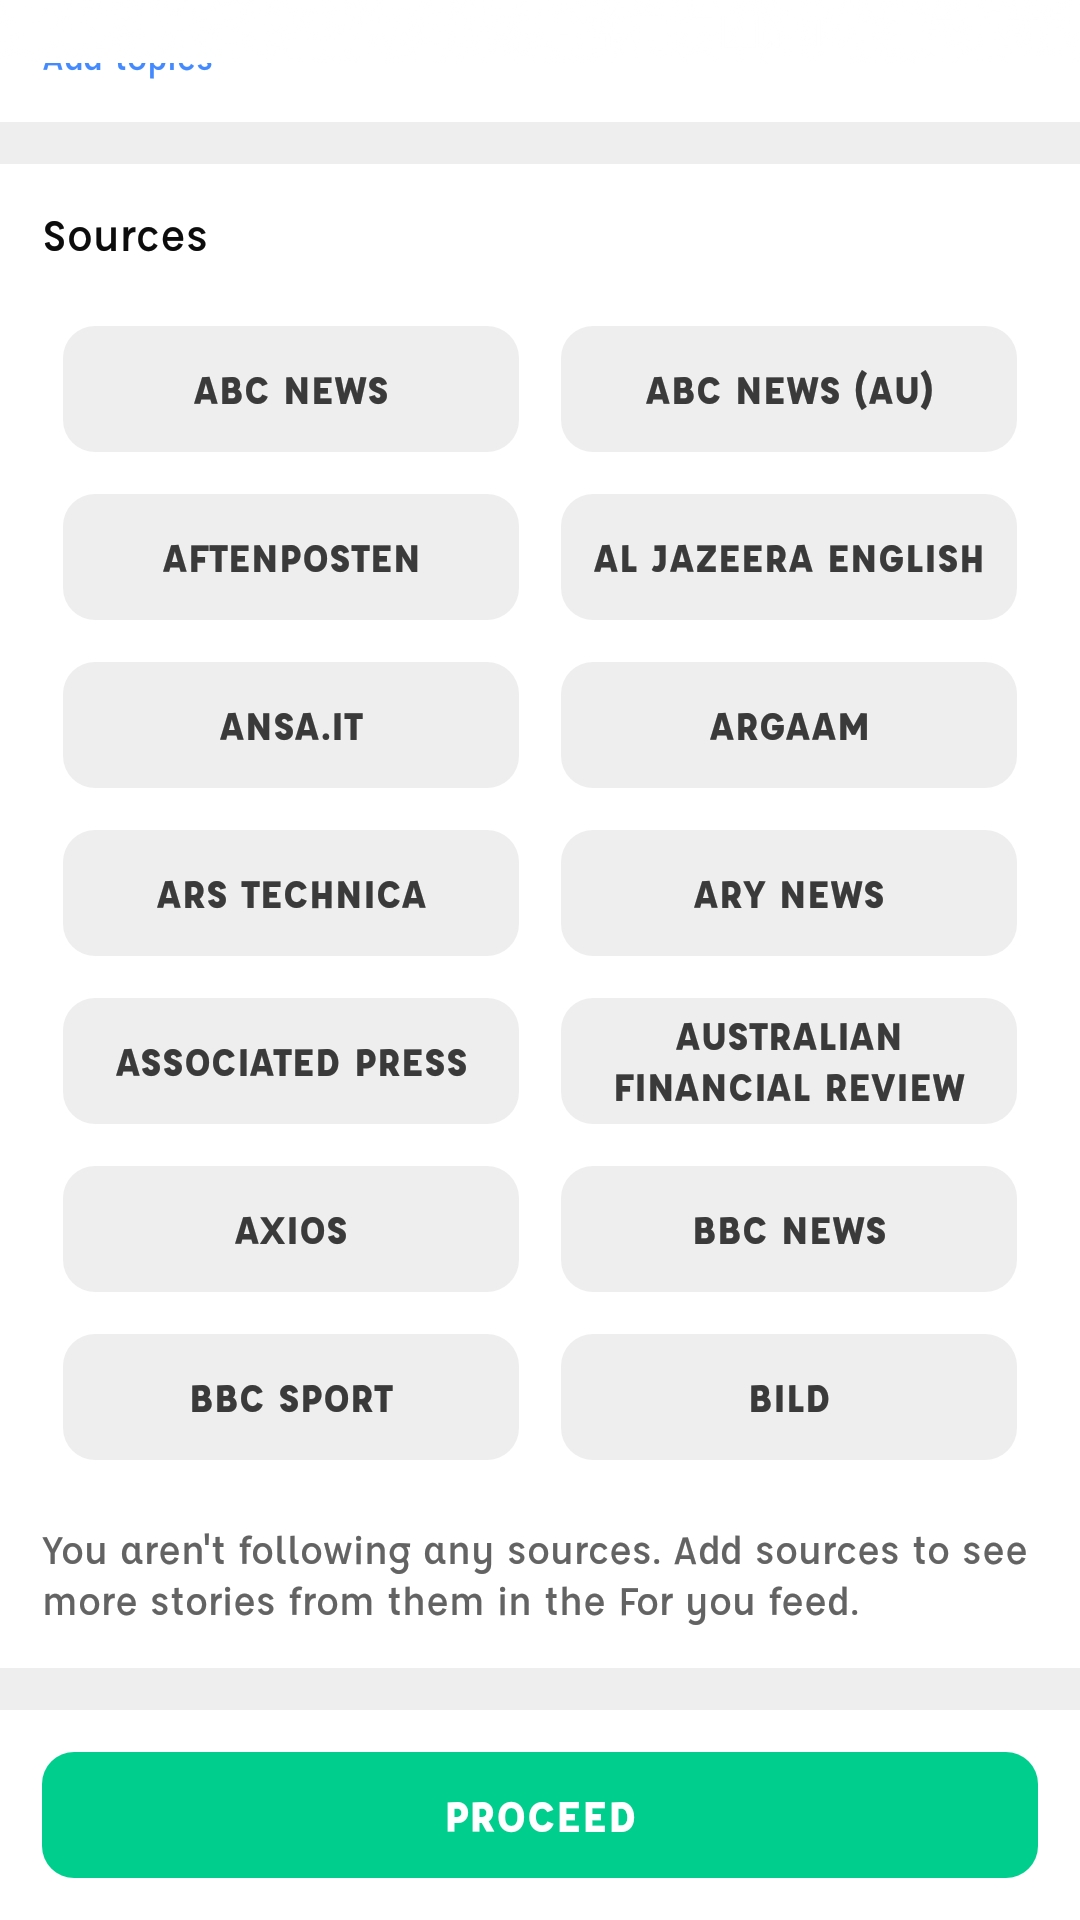 Add topics
Sources
ABC NEWS
ABC NEWS (AU)
AFTENPOSTEN
AL JAZEERA ENGLISH
ANSA.IT
ARGAAM
ARS TECHNICA
ARY NEWS
ASSOCIATED PRESS
AUSTRALIAN
FINANCIAL REVIEW
AXIOS
BBC NEWS
BBC SPORT
BILD
You aren't following any sources. Add sources to see
more stories from them in the For you feed.
PROCEED